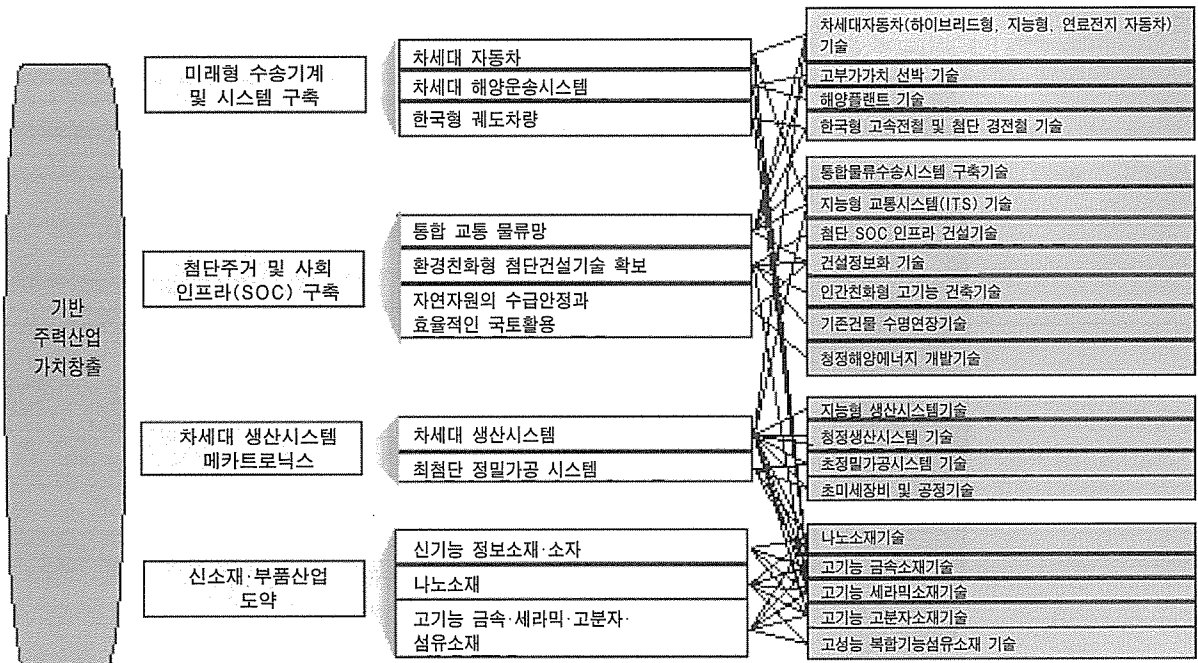 기반
주력산업
가치창출
미래형 수송기계
및 시스템 구축
차세대 자동차
차세대 해양운송시스템
한국형 궤도차량
차세대자동차(하이브리드형, 지능형, 연료전지 자동차)
기술
고부가가치 선박 기술
해양플랜트 기술
한국형 고속전철 및 첨단 경전철 기술
첨단주거 및 사회
인프라(SOC) 구축
통합 교통 물류망
환경친화형 첨단건설기술 확보
자연자원의 수급안정과
효율적인 국토활용
통합물류수송시스템 구축기술
지능형 교통시스템(ITS) 기술
첨단 SOC 인프라 건설기술
건설정보화 기술
인간친화형 고기능 건축기술
기존건물 수명연장기술
청정해양에너지 개발기술
차세대 생산시스템
메카트로닉스
차세대 생산시스템
최첨단 정밀가공 시스템
지능형 생산시스템기술
청정생산시스템 기술
초정밀가공시스템 기술
초미세장비 및 공정기술
신소재·부품산업
도약
신기능 정보소재·소자
나노소재
고기능 금속·세라믹·고분자·
섬유소재
나노소재기술
고기능 금속소재기술
고기능 세라믹소재기술
고기능 고분자소재기술
고성능 복합기능섬유소재 기술